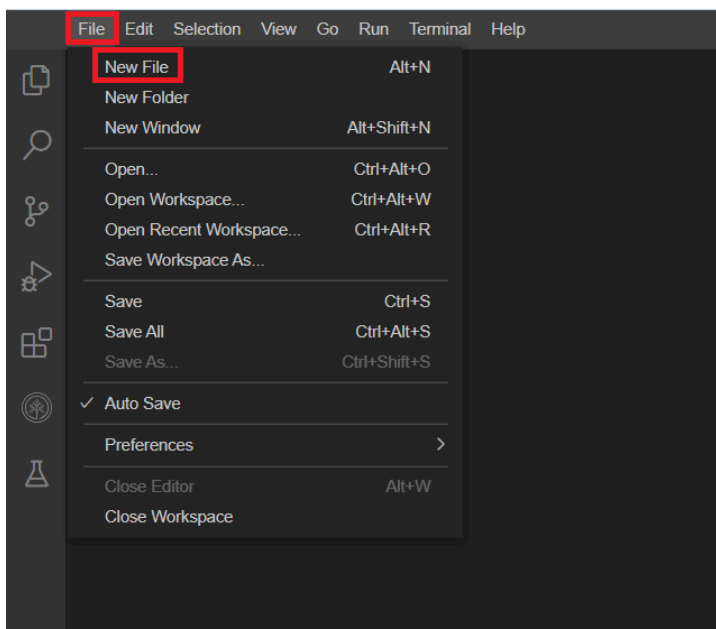 File Edit Selection View Go Run Terminal Help
New File Alt+N
New Folder
New Window Alt+Shift+N
Open... Ctrl+Alt+O
Open Workspace... Ctrl+Alt+W
Open Recent Workspace... Ctrl+Alt+R
Save Workspace As...
Save Ctrl+S
Save All Ctrl+Alt+S
Save As... Ctrl+Shift+S
Auto Save
Preferences
Close Editor Alt+W
Close Workspace